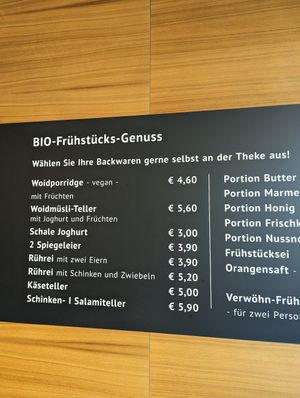 BIO-Frühstücks-Genuss
Wählen Sie Ihre Backwaren gerne selbst an der Theke aus!
Woidporridge - vegan - € 4,60
mit Früchten
Woidmüsli-Teller € 5,60
mit Joghurt und Früchten
Schale Joghurt € 3,00
2 Spiegeleier € 3,90
Rührei mit zwei Eiern € 3,90
Rührei mit Schinken und Zwiebeln € 5,20
Käseteller € 5,00
Schinken- I Salamiteller € 5,90
Portion Butter
Portion Marme
Portion Honig
Portion Frischk
Portion Nussno
Frühstücksei
Orangensaft -
Verwöhn-Früh
- für zwei Person